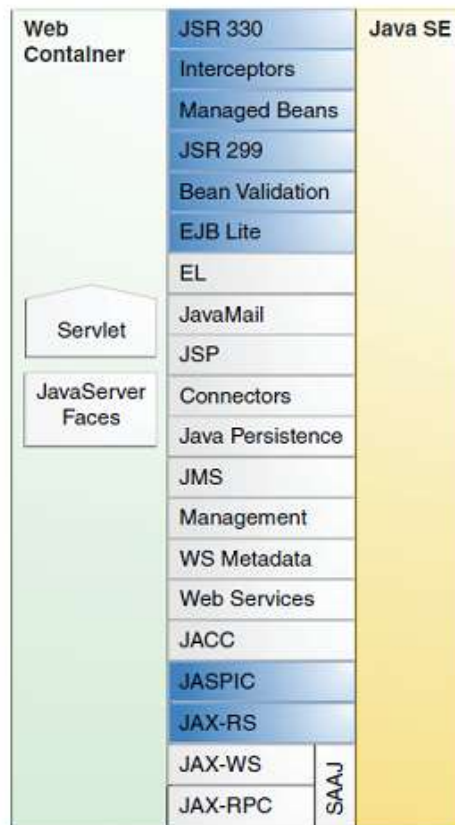 Web
Container
Servlet
JavaServer
Faces
JSR 330
Interceptors
Managed Beans
JSR 299
Bean Validation
EJB Lite
EL
JavaMail
JSP
Connectors
Java Persistence
JMS
Management
WS Metadata
Web Services
JACC
JASPIC
JAX-RS
JAX-WS
JAX-RPC
SAAJ
Java SE